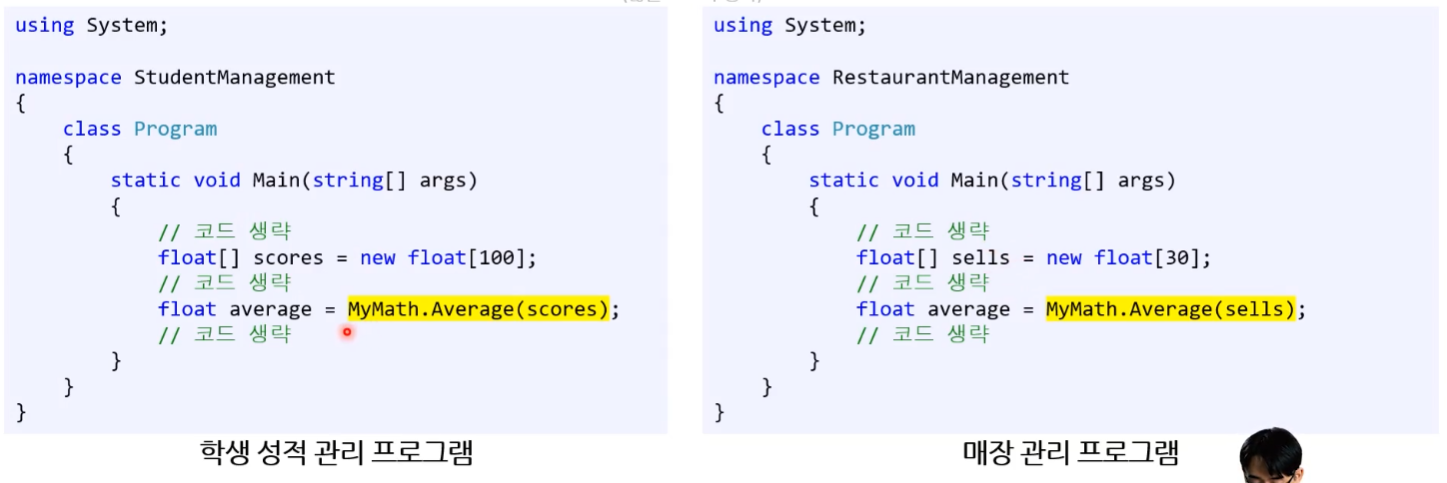 using System;
namespace StudentManagement
{
    class Program
    {
        static void Main(string[] args)
        {
            // 코드 생략
            float[] scores = new float[100];
            // 코드 생략
            float average = MyMath.Average(scores);
            // 코드 생략
        }
    }
}
학생 성적 관리 프로그램
using System;
namespace RestaurantManagement
{
    class Program
    {
        static void Main(string[] args)
        {
            // 코드 생략
            float[] sells = new float[30];
            // 코드 생략
            float average = MyMath.Average(sells);
            // 코드 생략
        }
    }
}
매장 관리 프로그램